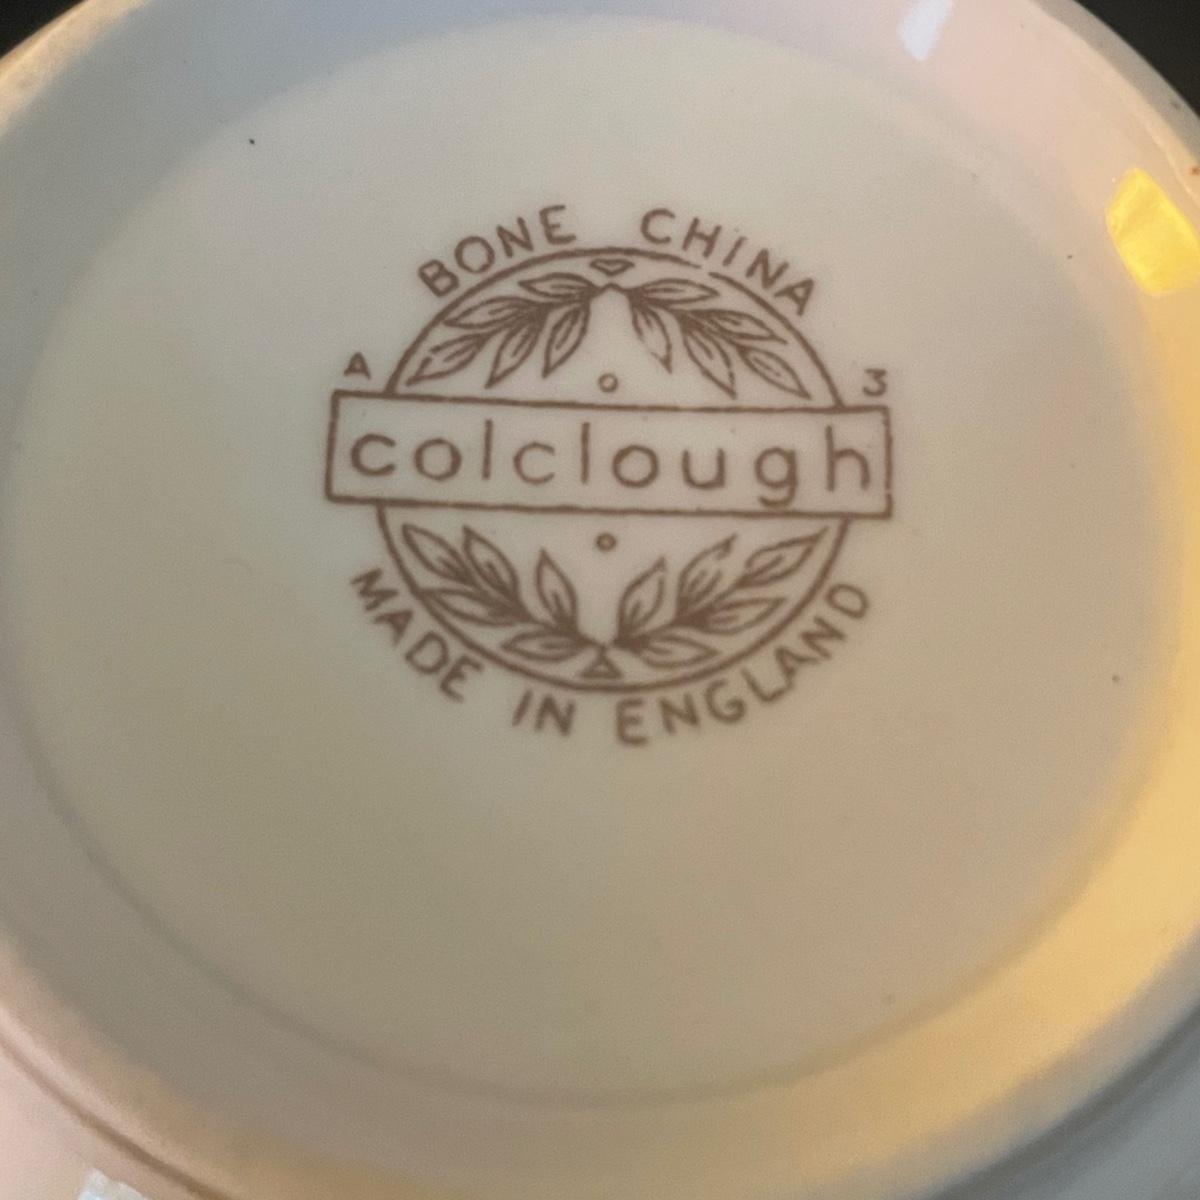 BONE CHINA
A 3
colclough
MADE IN ENGLAND